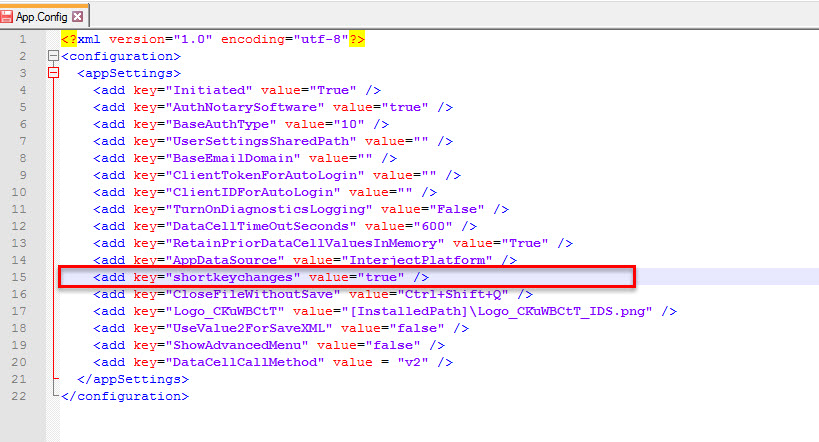 App.Config
1 <?xml version="1.0" encoding="utf-8"?>
2 <configuration>
3 <appSettings>
4 <add key="Initiated" value="True" />
5 <add key="AuthNotarySoftware" value="true" />
6 <add key="BaseAuthType" value="10" />
7 <add key="UserSettingsSharedPath" value="" />
8 <add key="BaseEmailDomain" value="" />
9 <add key="ClientTokenForAutoLogin" value="" />
10 <add key="ClientIDForAutoLogin" value="" />
11 <add key="TurnOnDiagnosticsLogging" value="False" />
12 <add key="DataCellTimeOutSeconds" value="600" />
13 <add key="RetainPriorDataCellValuesInMemory" value="True" />
14 <add key="AppDataSource" value="InterjectPlatform" />
15 <add key="shortkeychanges" value="true" />
16 <add key="CloseFileWithoutSave" value="Ctrl+Shift+Q" />
17 <add key="Logo_CKuWBCtT" value="[InstalledPath]\Logo_CKuWBCtT_IDS.png" />
18 <add key="UseValue2ForSaveXML" value="false" />
19 <add key="ShowAdvancedMenu" value="false" />
20 <add key="DataCellCallMethod" value = "v2" />
21 </appSettings>
22 </configuration>